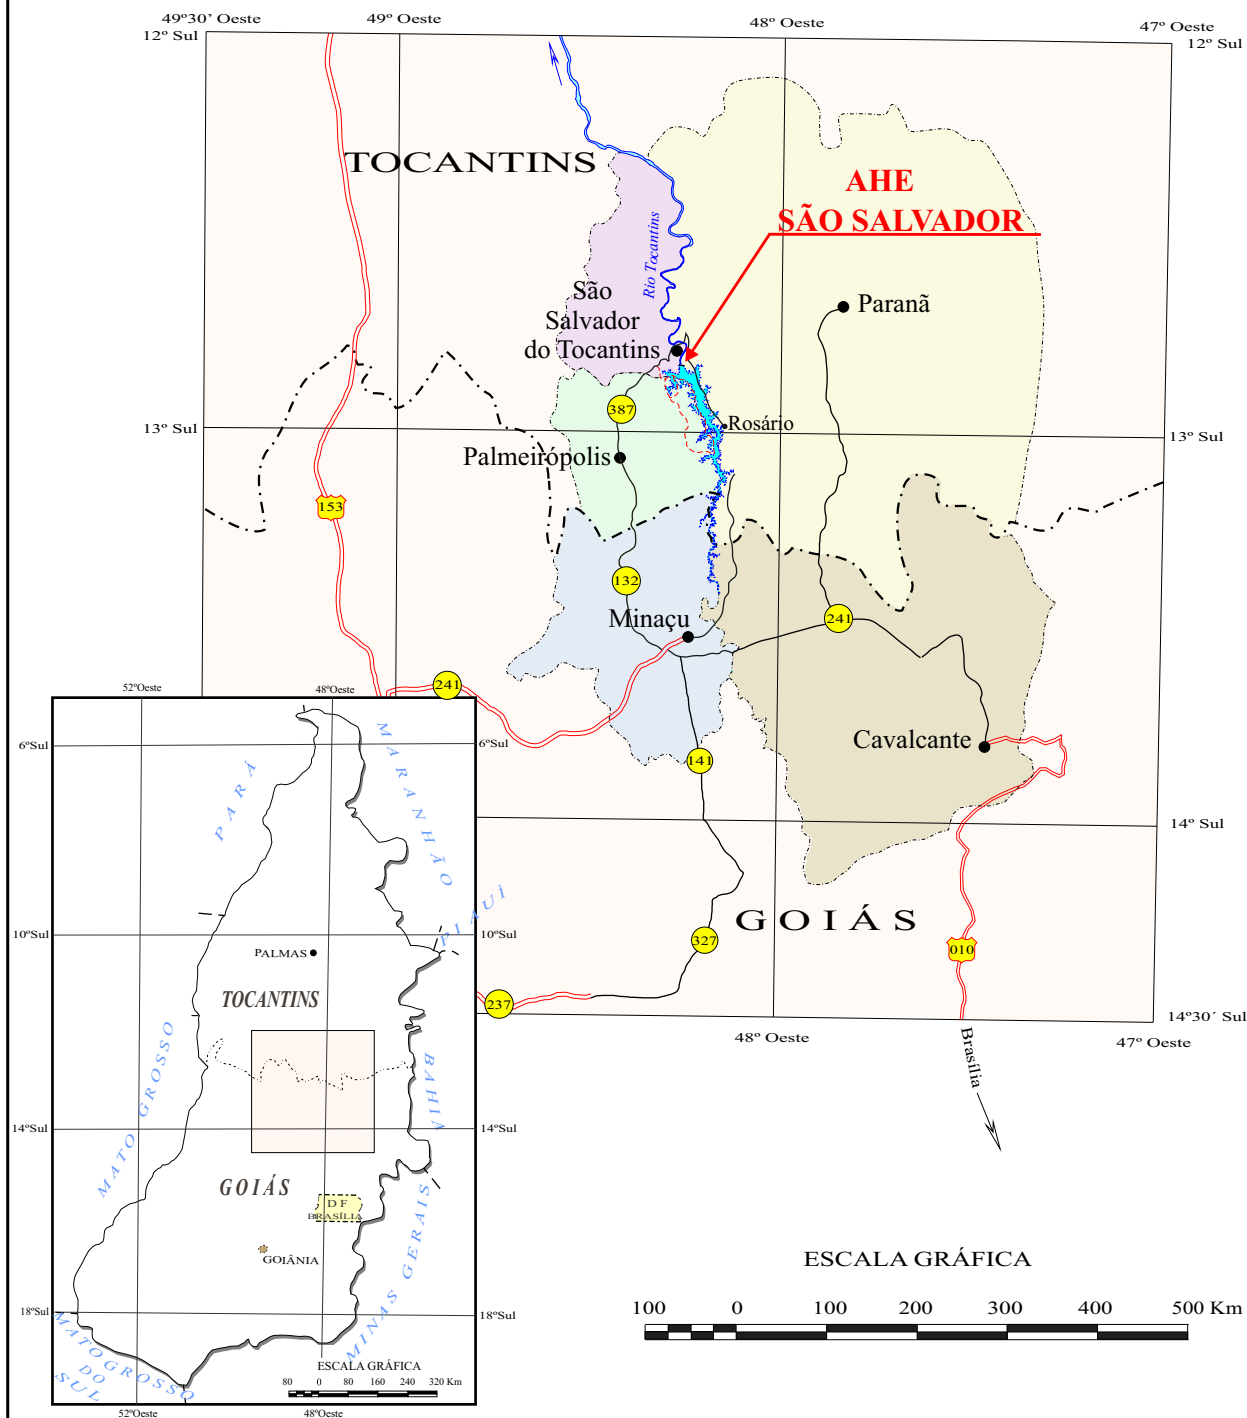 49º30’ Oeste
49º Oeste
48º Oeste
47º Oeste
12º Sul
12º Sul
TOCANTINS
AHE
SÃO SALVADOR
Rio Tocantins
São
Salvador
do Tocantins
Paranã
387
Rosário
13º Sul
13º Sul
Palmeirópolis
153
132
Minaçu
241
241
Cavalcante
141
14º Sul
GOIÁS
327
010
237
14º30´ Sul
48º Oeste
47º Oeste
Brasília
52ºOeste
48ºOeste
6ºSul
6ºSul
PARÁ
MARANHÃO
PIAUÍ
10ºSul
10ºSul
PALMAS
TOCANTINS
MATO GROSSO
BAHIA
14ºSul
14ºSul
GOIÁS
D F
BRASÍLIA
GOIÂNIA
MINAS GERAIS
18ºSul
18ºSul
MATO GROSSO
DO
SUL
ESCALA GRÁFICA
80 0 80 160 240 320 Km
52ºOeste
48ºOeste
ESCALA GRÁFICA
100 0 100 200 300 400 500 Km